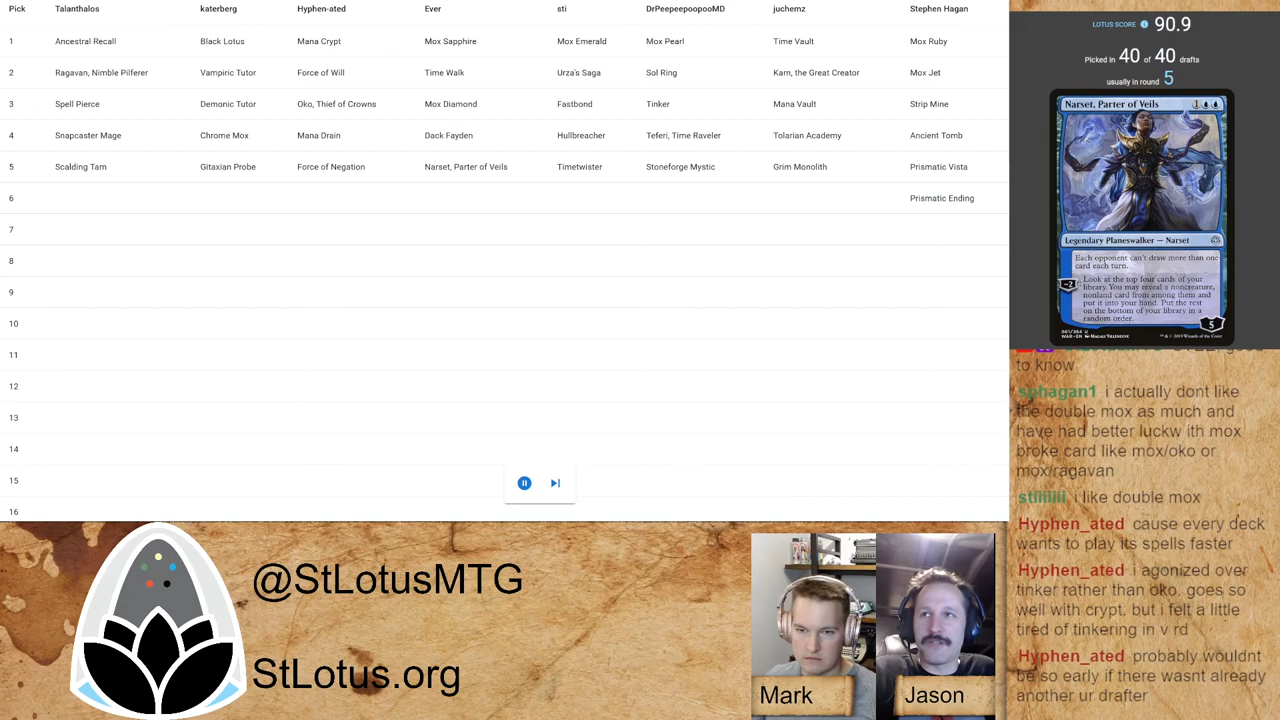 Pick Talanthalos katerberg Hyphen-ated Ever sti DrPeepeepoopooMD juchemz Stephen Hagan
1 Ancestral Recall Black Lotus Mana Crypt Mox Sapphire Mox Emerald Mox Pearl Time Vault Mox Ruby
2 Ragavan, Nimble Pilferer Vampiric Tutor Force of Will Time Walk Urza's Saga Sol Ring Karn, the Great Creator Mox Jet
3 Spell Pierce Demonic Tutor Oko, Thief of Crowns Mox Diamond Fastbond Tinker Mana Vault Strip Mine
4 Snapcaster Mage Chrome Mox Mana Drain Dack Fayden Hullbreacher Teferi, Time Raveler Tolarian Academy Ancient Tomb
5 Scalding Tarn Gitaxian Probe Force of Negation Narset, Parter of Veils Timetwister Stoneforge Mystic Grim Monolith Prismatic Vista
6 Prismatic Ending
7
8
9
10
11
12
13
14
15
16
LOTUS SCORE 90.9
Picked in 40 of 40 drafts
usually in round 5
Narset, Parter of Veils 1
Legendary Planeswalker — Narset
Each opponent can't draw more than one
card each turn.
-2 Look at the top four cards of your
library. You may reveal a noncreature,
nonland card from among them and
put it into your hand. Put the rest
on the bottom of your library in a
random order.
5
to know
sphagan1 i actually dont like
the double mox as much and
have had better luckw ith mox
broke card like mox/oko or
mox/ragavan
stiiiiiii i like double mox
Hyphen_ated cause every deck
wants to play its spells faster
Hyphen_ated i agonized over
tinker rather than oko. goes so
well with crypt, but i felt a little
tired of tinkering in v rd
Hyphen_ated probably wouldnt
be so early if there wasnt already
another ur drafter
@StLotusMTG
StLotus.org
Mark
Jason